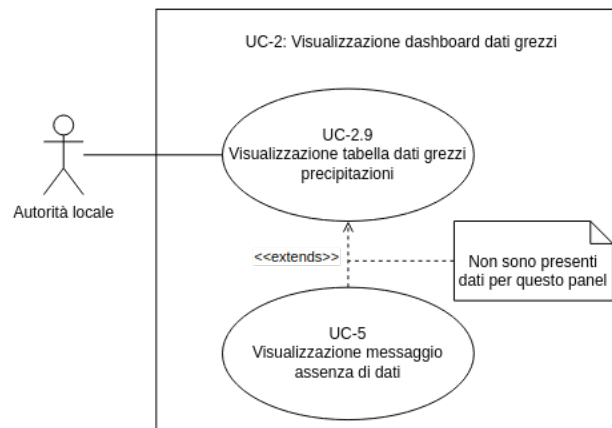 UC-2: Visualizzazione dashboard dati grezzi
UC-2.9
Visualizzazione tabella dati grezzi
precipitazioni
Autorità locale
<<extends>>
Non sono presenti
dati per questo panel
UC-5
Visualizzazione messaggio
assenza di dati